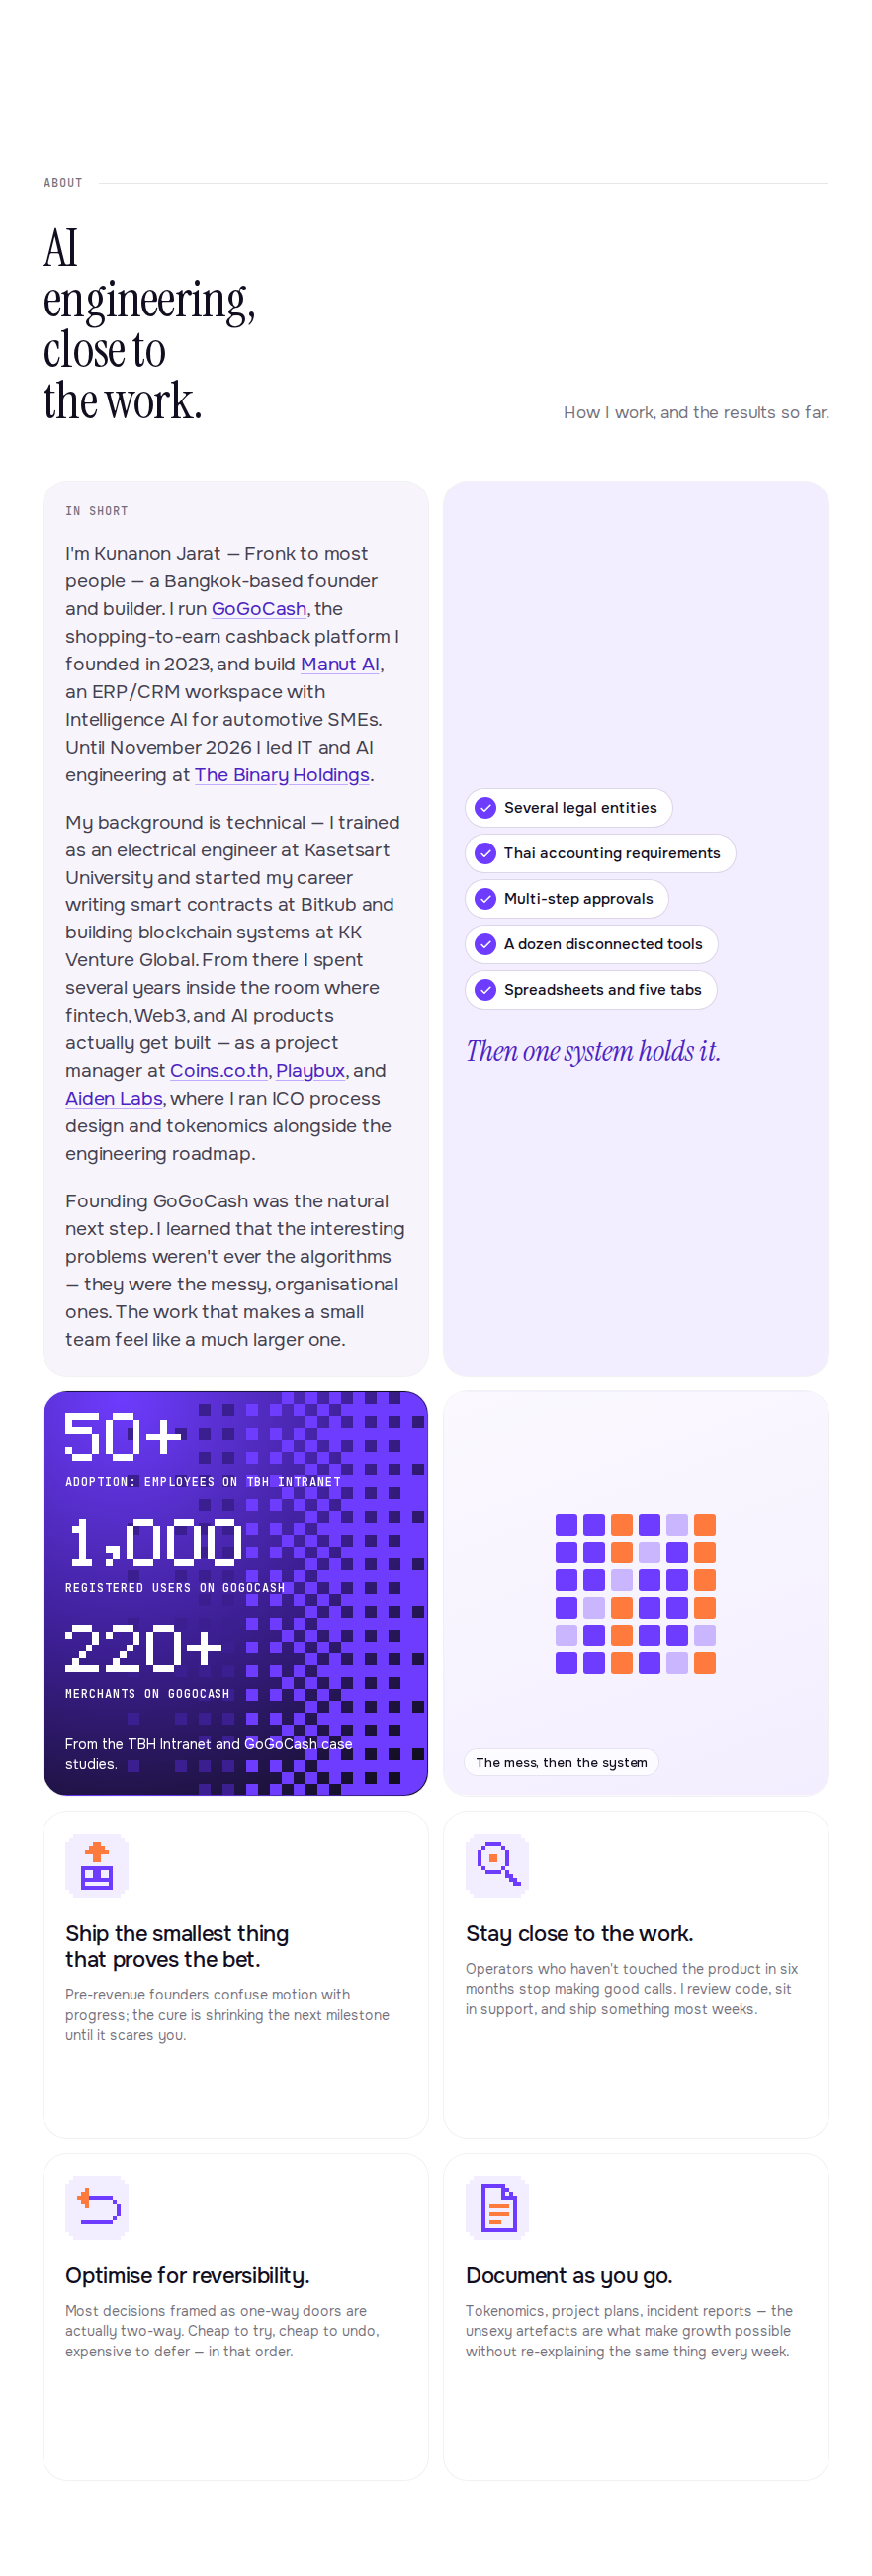 ABOUT
AI
engineering,
close to
the work.
How I work, and the results so far.
IN SHORT
I'm Kunanon Jarat — Fronk to most
people — a Bangkok-based founder
and builder. I run GoGoCash, the
shopping-to-earn cashback platform I
founded in 2023, and build Manut AI,
an ERP/CRM workspace with
Intelligence AI for automotive SMEs.
Until November 2026 I led IT and AI
engineering at The Binary Holdings.
My background is technical — I trained
as an electrical engineer at Kasetsart
University and started my career
writing smart contracts at Bitkub and
building blockchain systems at KK
Venture Global. From there I spent
several years inside the room where
fintech, Web3, and AI products
actually get built — as a project
manager at Coins.co.th, Playbux, and
Aiden Labs, where I ran ICO process
design and tokenomics alongside the
engineering roadmap.
Founding GoGoCash was the natural
next step. I learned that the interesting
problems weren't ever the algorithms
— they were the messy, organisational
ones. The work that makes a small
team feel like a much larger one.
Several legal entities
Thai accounting requirements
Multi-step approvals
A dozen disconnected tools
Spreadsheets and five tabs
Then one system holds it.
50+
ADOPTION: EMPLOYEES ON TBH INTRANET
1,000
REGISTERED USERS ON GOGOCASH
220+
MERCHANTS ON GOGOCASH
From the TBH Intranet and GoGoCash case
studies.
The mess, then the system
Ship the smallest thing
that proves the bet.
Pre-revenue founders confuse motion with
progress; the cure is shrinking the next milestone
until it scares you.
Stay close to the work.
Operators who haven't touched the product in six
months stop making good calls. I review code, sit
in support, and ship something most weeks.
Optimise for reversibility.
Most decisions framed as one-way doors are
actually two-way. Cheap to try, cheap to undo,
expensive to defer — in that order.
Document as you go.
Tokenomics, project plans, incident reports — the
unsexy artefacts are what make growth possible
without re-explaining the same thing every week.